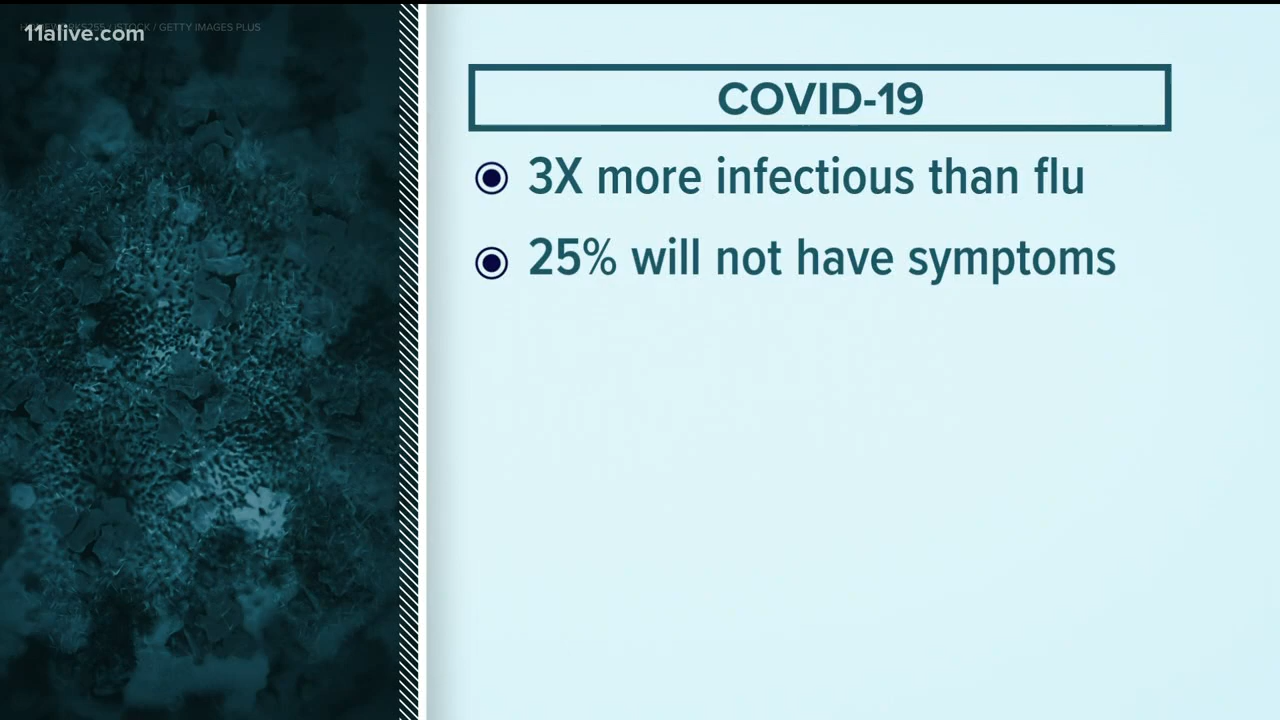 11alive.com
COVID-19
3X more infectious than flu
25% will not have symptoms